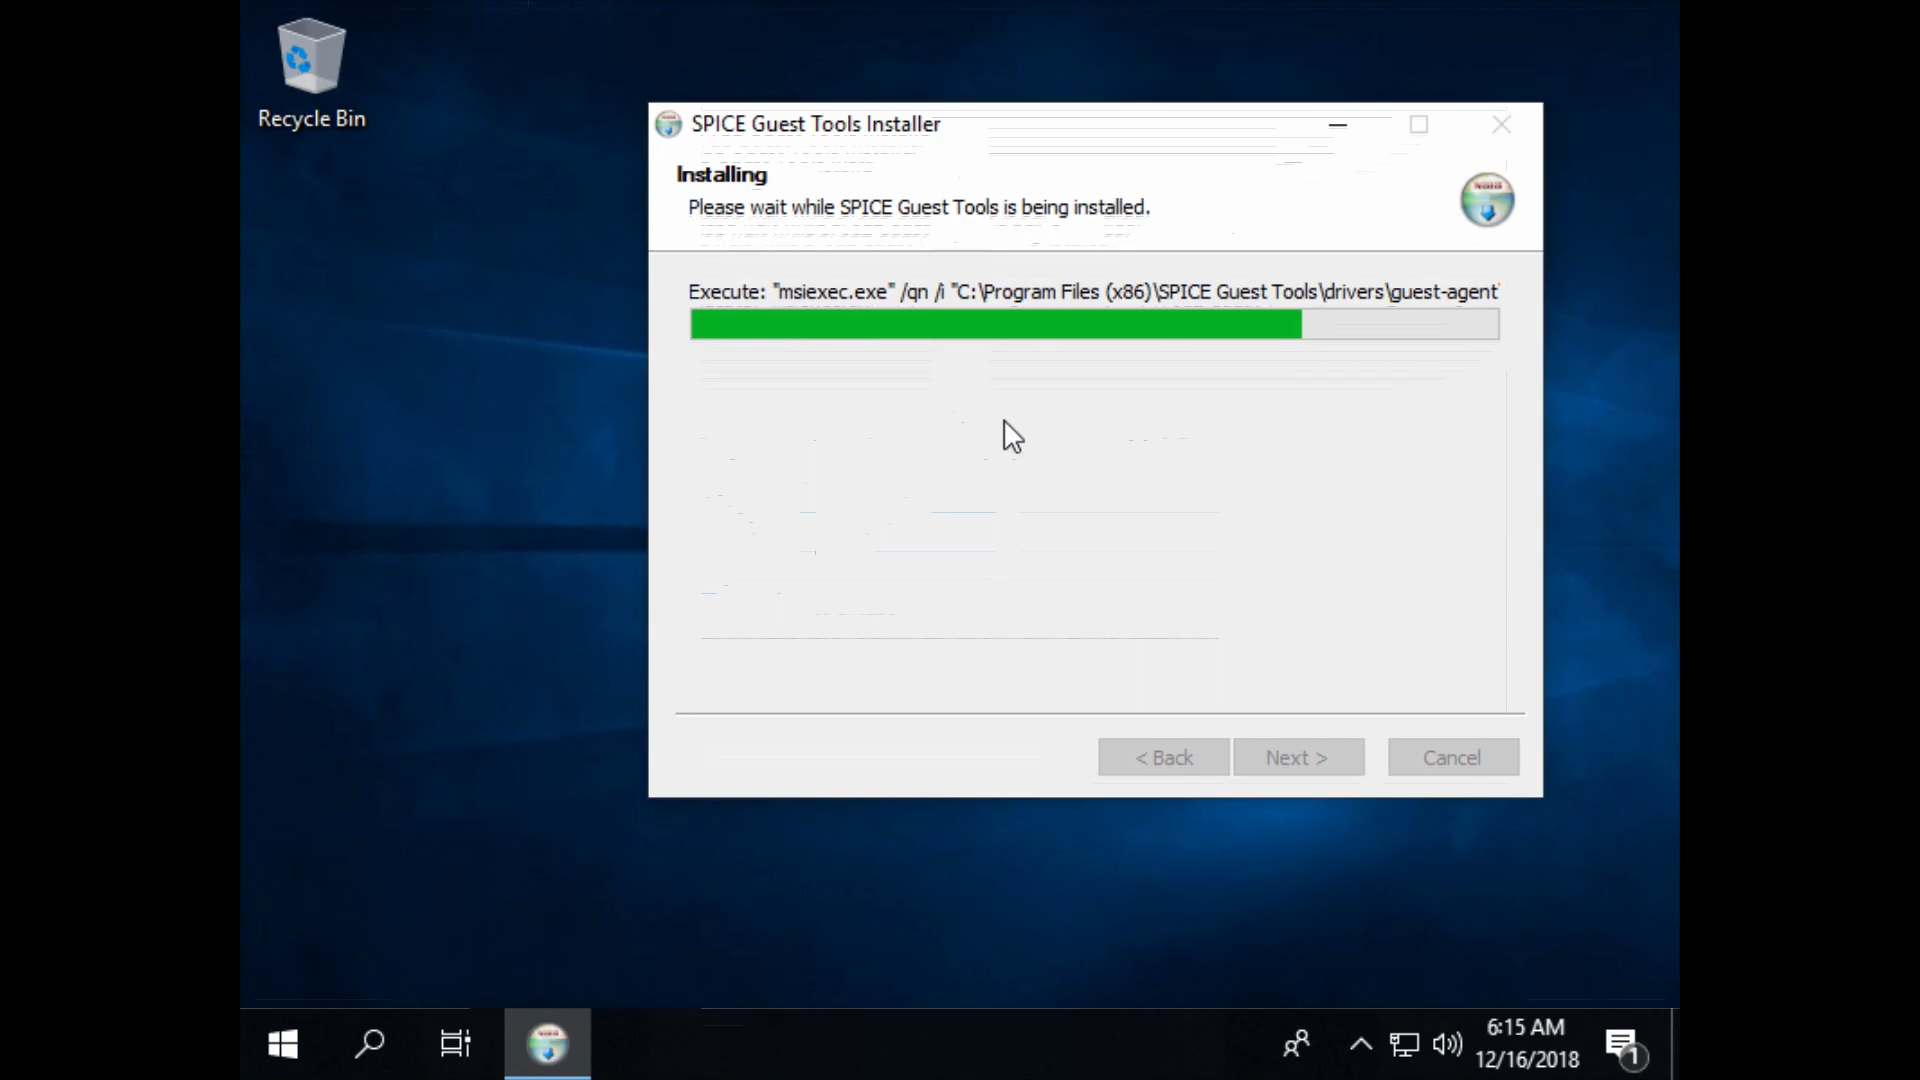 Recycle Bin
SPICE Guest Tools Installer
Installing
Please wait while SPICE Guest Tools is being installed.
Execute: "msiexec.exe" /qn /i "C:\Program Files (x86)\SPICE Guest Tools\drivers\guest-agent\
< Back
Next >
Cancel
6:15 AM
12/16/2018
1